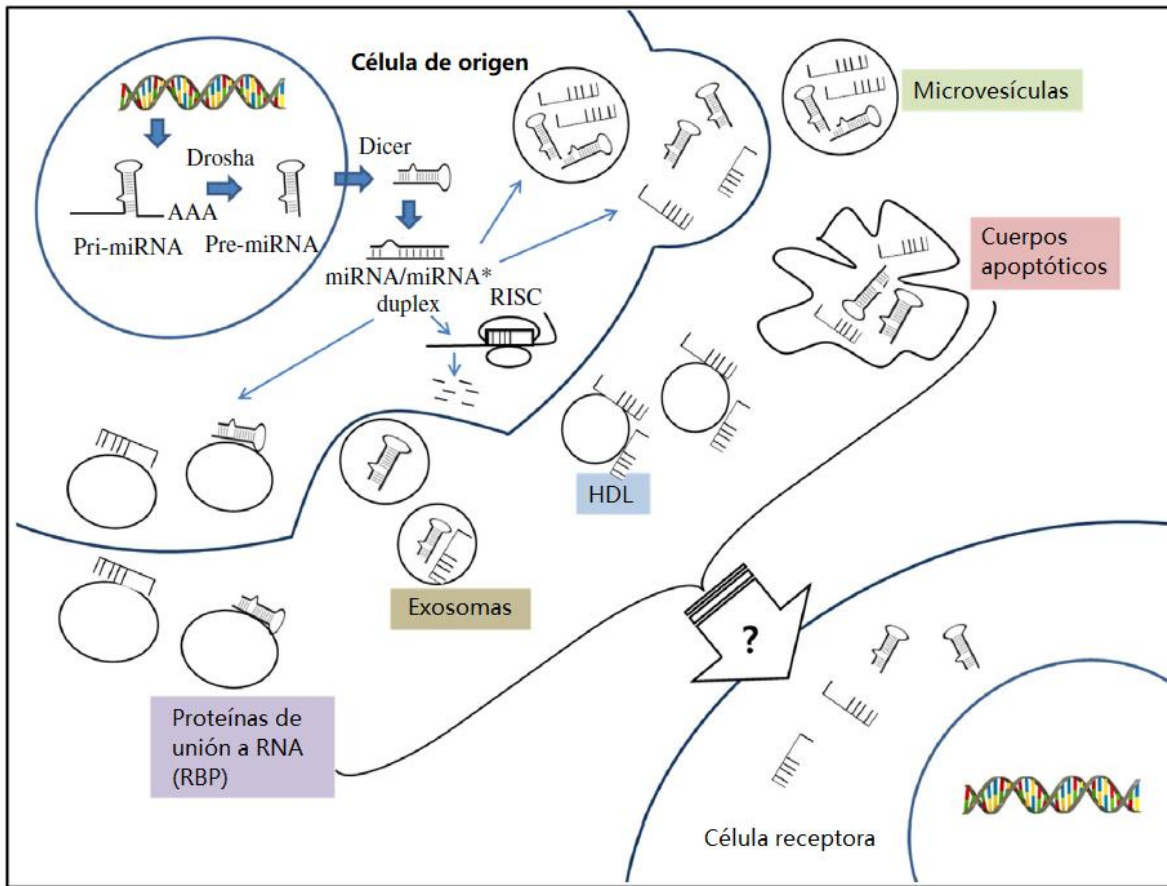 Célula de origen
Microvesículas
Drosha
Dicer
AAA
Pri-miRNA
Pre-miRNA
miRNA/miRNA*
duplex
RISC
Cuerpos
apoptóticos
HDL
Exosomas
Proteínas de
unión a RNA
(RBP)
?
Célula receptora